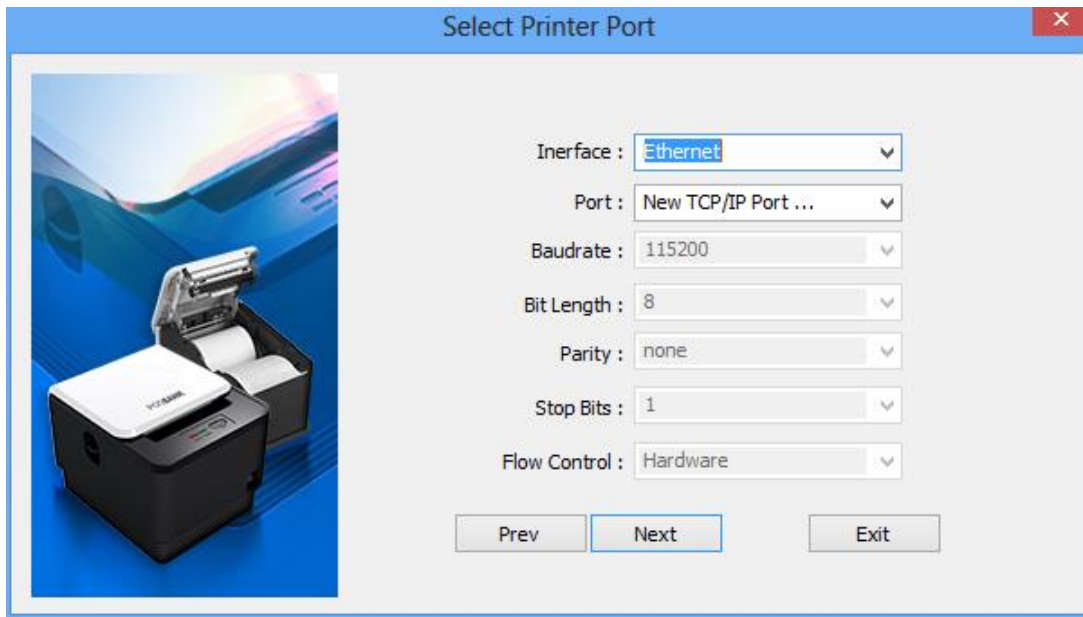 Select Printer Port
POSBANK
Inerface : Ethernet
Port : New TCP/IP Port ...
Baudrate : 115200
Bit Length : 8
Parity : none
Stop Bits : 1
Flow Control : Hardware
Prev Next Exit